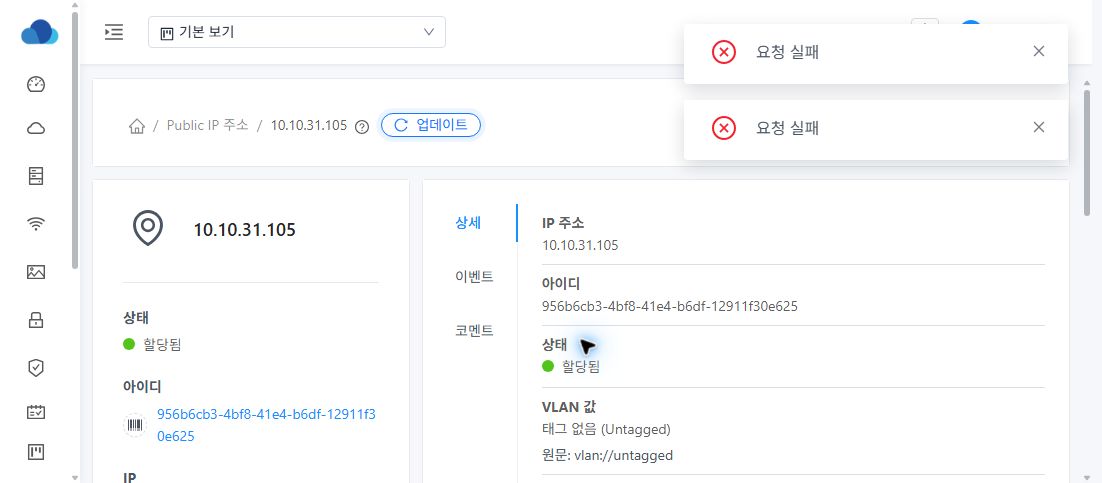 기본 보기
요청 실패
요청 실패
/ Public IP 주소 / 10.10.31.105
업데이트
10.10.31.105
상태
할당됨
아이디
956b6cb3-4bf8-41e4-b6df-12911f3
0e625
IP
상세
이벤트
코멘트
IP 주소
10.10.31.105
아이디
956b6cb3-4bf8-41e4-b6df-12911f30e625
상태
할당됨
VLAN 값
태그 없음 (Untagged)
원문: vlan://untagged